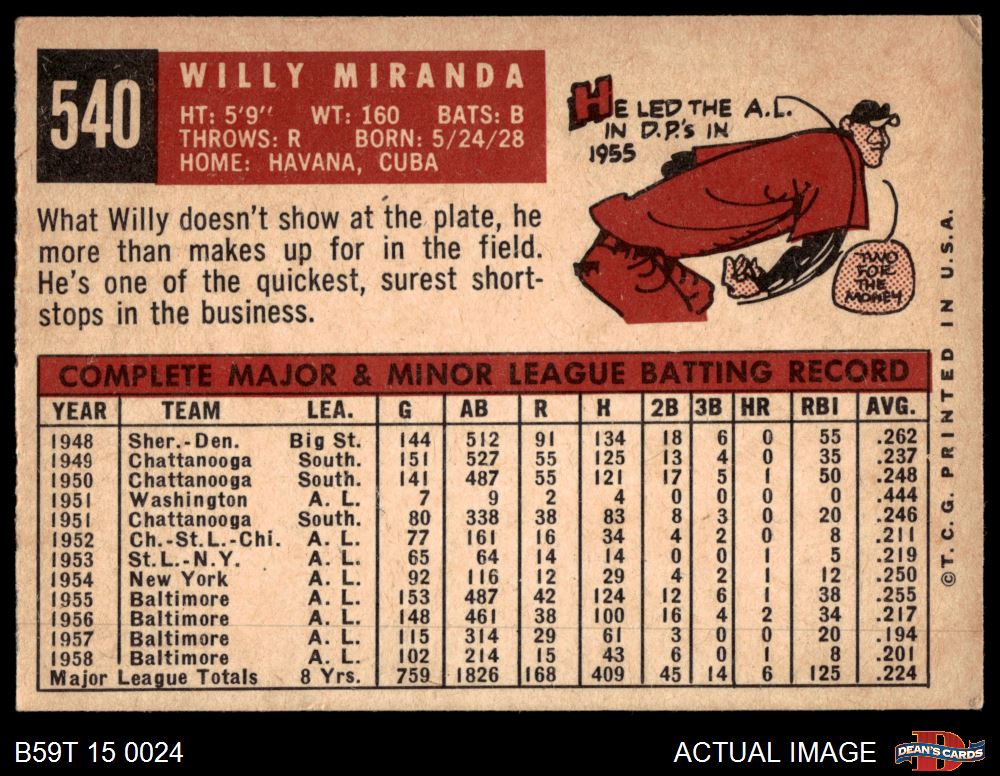 540
WILLY MIRANDA
HT: 5'9" WT: 160 BATS: B
THROWS: R BORN: 5/24/28
HOME: HAVANA, CUBA
HE LED THE A.L.
IN D.P.'s IN
1955
TWO
FOR
THE
MONEY
What Willy doesn't show at the plate, he
more than makes up for in the field.
He's one of the quickest, surest short-
stops in the business.
COMPLETE MAJOR & MINOR LEAGUE BATTING RECORD
YEAR TEAM LEA. G AB R H 2B 3B HR RBI AVG.
1948 Sher.-Den. Big St. 144 512 91 134 18 6 0 55 .262
1949 Chattanooga South. 151 527 55 125 13 4 0 35 .237
1950 Chattanooga South. 141 487 55 121 17 5 1 50 .248
1951 Washington A. L. 7 9 2 4 0 0 0 0 .444
1951 Chattanooga South. 80 338 38 83 8 3 0 20 .246
1952 Ch.-St.L.-Chi. A. L. 77 161 16 34 4 2 0 8 .211
1953 St.L.-N.Y. A. L. 65 64 14 14 0 0 1 5 .219
1954 New York A. L. 92 116 12 29 4 2 1 12 .250
1955 Baltimore A. L. 153 487 42 124 12 6 1 38 .255
1956 Baltimore A. L. 148 461 38 100 16 4 2 34 .217
1957 Baltimore A. L. 115 314 29 61 3 0 0 20 .194
1958 Baltimore A. L. 102 214 15 43 6 0 1 8 .201
Major League Totals 8 Yrs. 759 1826 168 409 45 14 6 125 .224
©T. C. G. PRINTED IN U.S.A.
B59T 15 0024
ACTUAL IMAGE
DEAN'S CARDS